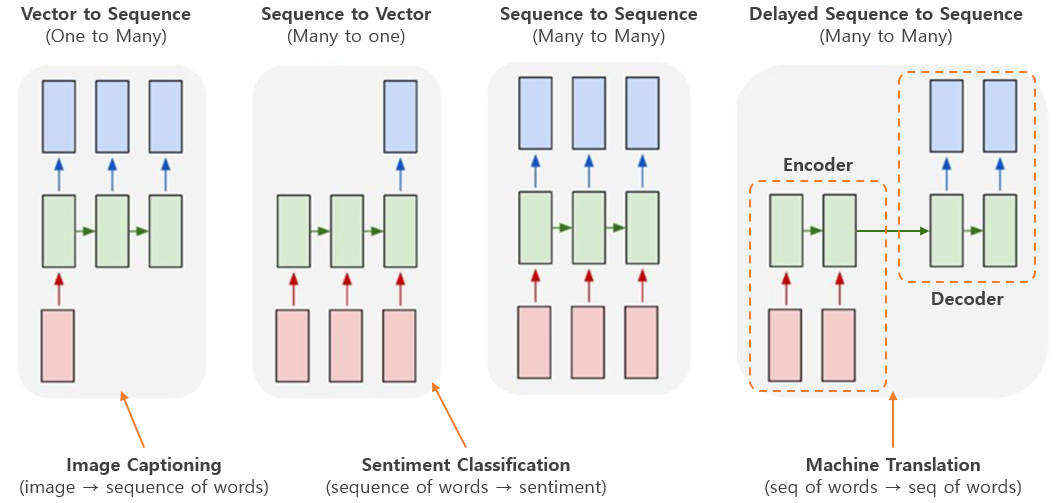 Vector to Sequence
(One to Many)
Sequence to Vector
(Many to one)
Sequence to Sequence
(Many to Many)
Delayed Sequence to Sequence
(Many to Many)
Encoder
Decoder
Image Captioning
(image → sequence of words)
Sentiment Classification
(sequence of words → sentiment)
Machine Translation
(seq of words → seq of words)